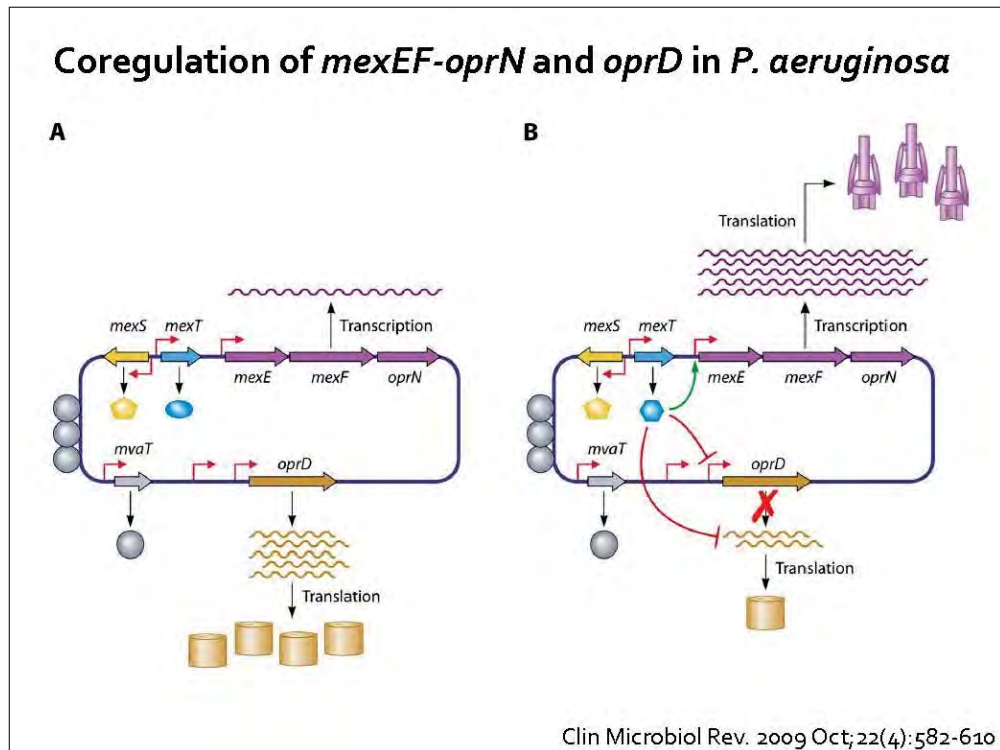 Coregulation of mexEF-oprN and oprD in P. aeruginosa
A
mexS mexT
Transcription
mexE mexF oprN
mvaT
oprD
Translation
B
Translation
mexS mexT
Transcription
mexE mexF oprN
mvaT
oprD
Translation
Clin Microbiol Rev. 2009 Oct;22(4):582-610